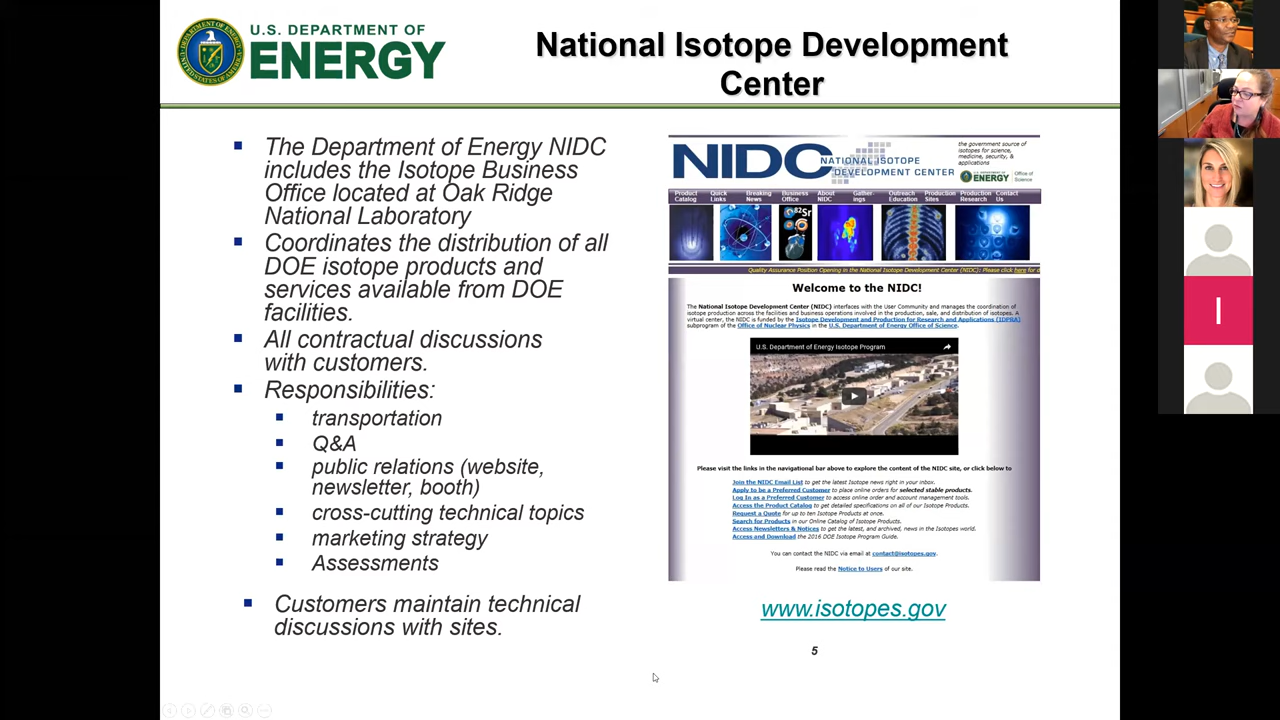 U.S. DEPARTMENT OF
ENERGY
National Isotope Development
Center
The Department of Energy NIDC
includes the Isotope Business
Office located at Oak Ridge
National Laboratory
Coordinates the distribution of all
DOE isotope products and
services available from DOE
facilities.
All contractual discussions
with customers.
Responsibilities:
transportation
Q&A
public relations (website,
newsletter, booth)
cross-cutting technical topics
marketing strategy
Assessments
Customers maintain technical
discussions with sites.
NIDC NATIONAL ISOTOPE
DEVELOPMENT CENTER
the government source of
isotopes for science,
medicine, security, &
applications
U.S. DEPARTMENT OF
ENERGY
Office of
Science
Product Catalog
Quick Links
Breaking News
Business Office
About NIDC
Gather-ings
Outreach Education
Production Sites
Production Research
Contact Us
82Sr
Quality Assurance Position Opening in the National Isotope Development Center (NIDC): Please click here for d
Welcome to the NIDC!
The National Isotope Development Center (NIDC) interfaces with the User Community and manages the coordination of
isotope production across the facilities and business operations involved in the production, sale, and distribution of isotopes. A
virtual center, the NIDC is funded by the Isotope Development and Production for Research and Applications (IDPRA)
subprogram of the Office of Nuclear Physics in the U.S. Department of Energy Office of Science.
U.S. Department of Energy Isotope Program
Please visit the links in the navigational bar above to explore the content of the NIDC site, or click below to
Join the NIDC Email List to get the latest Isotope news right in your inbox.
Apply to be a Preferred Customer to place online orders for selected stable products.
Log In as a Preferred Customer to access online order and account management tools.
Access the Product Catalog to get detailed specifications on all of our Isotope Products.
Request a Quote for up to ten Isotope Products at once.
Search for Products in our Online Catalog of Isotope Products.
Access Newsletters & Notices to get the latest, and archived, news in the Isotopes world.
Access and Download the 2016 DOE Isotope Program Guide.
You can contact the NIDC via email at contact@isotopes.gov.
Please read the Notice to Users of our site.
www.isotopes.gov
5
I